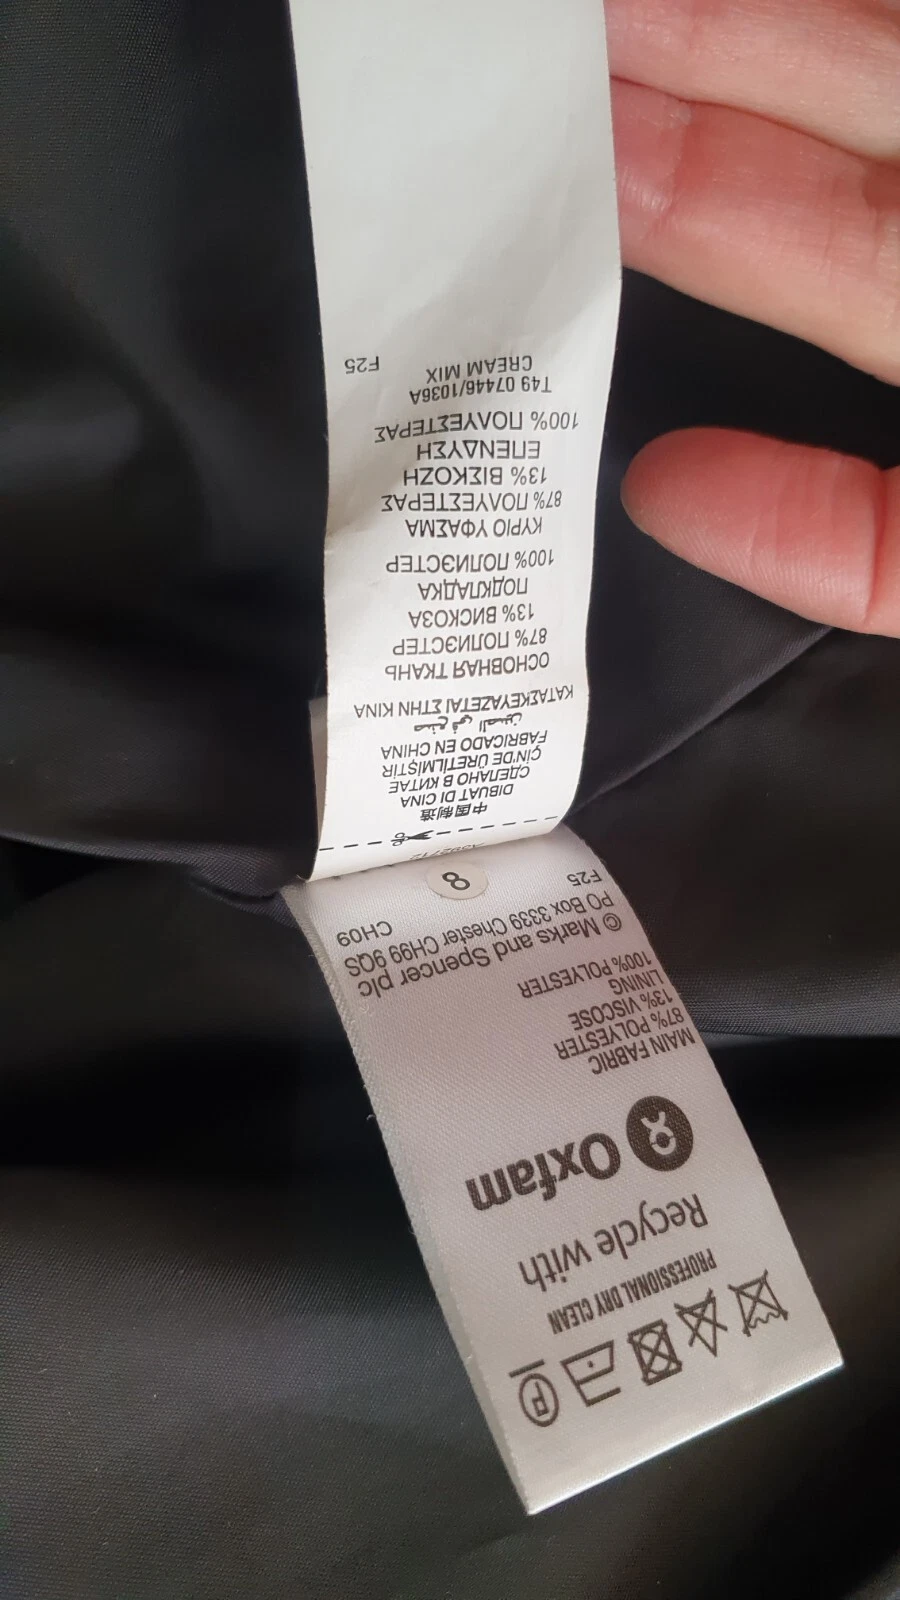 PROFESSIONAL DRY CLEAN
Recycle with
Oxfam
MAIN FABRIC
87% POLYESTER
13% VISCOSE
LINING
100% POLYESTER
© Marks and Spencer plc
PO Box 3339 Chester CH99 9QS
F25
CH09
8
中国制造
DIBUAT DI CINA
СДЕЛАНО В КИТАЕ
ÇİN'DE ÜRETİLMİŞTİR
FABRICADO EN CHINA
صنع في الصين
ΚΑΤΑΣΚΕΥΑΖΕΤΑΙ ΣΤΗΝ ΚΙΝΑ
ОСНОВНАЯ ТКАНЬ
87% ПОЛИЭСТЕР
13% ВИСКОЗА
ПОДКЛАДКА
100% ПОЛИЭСТЕР
ΚΥΡΙΟ ΥΦΑΣΜΑ
87% ΠΟΛΥΕΣΤΕΡΑΣ
13% ΒΙΣΚΟΖΗ
ΕΠΕΝΔΥΣΗ
100% ΠΟΛΥΕΣΤΕΡΑΣ
T49 07446/1036A
CREAM MIX
F25